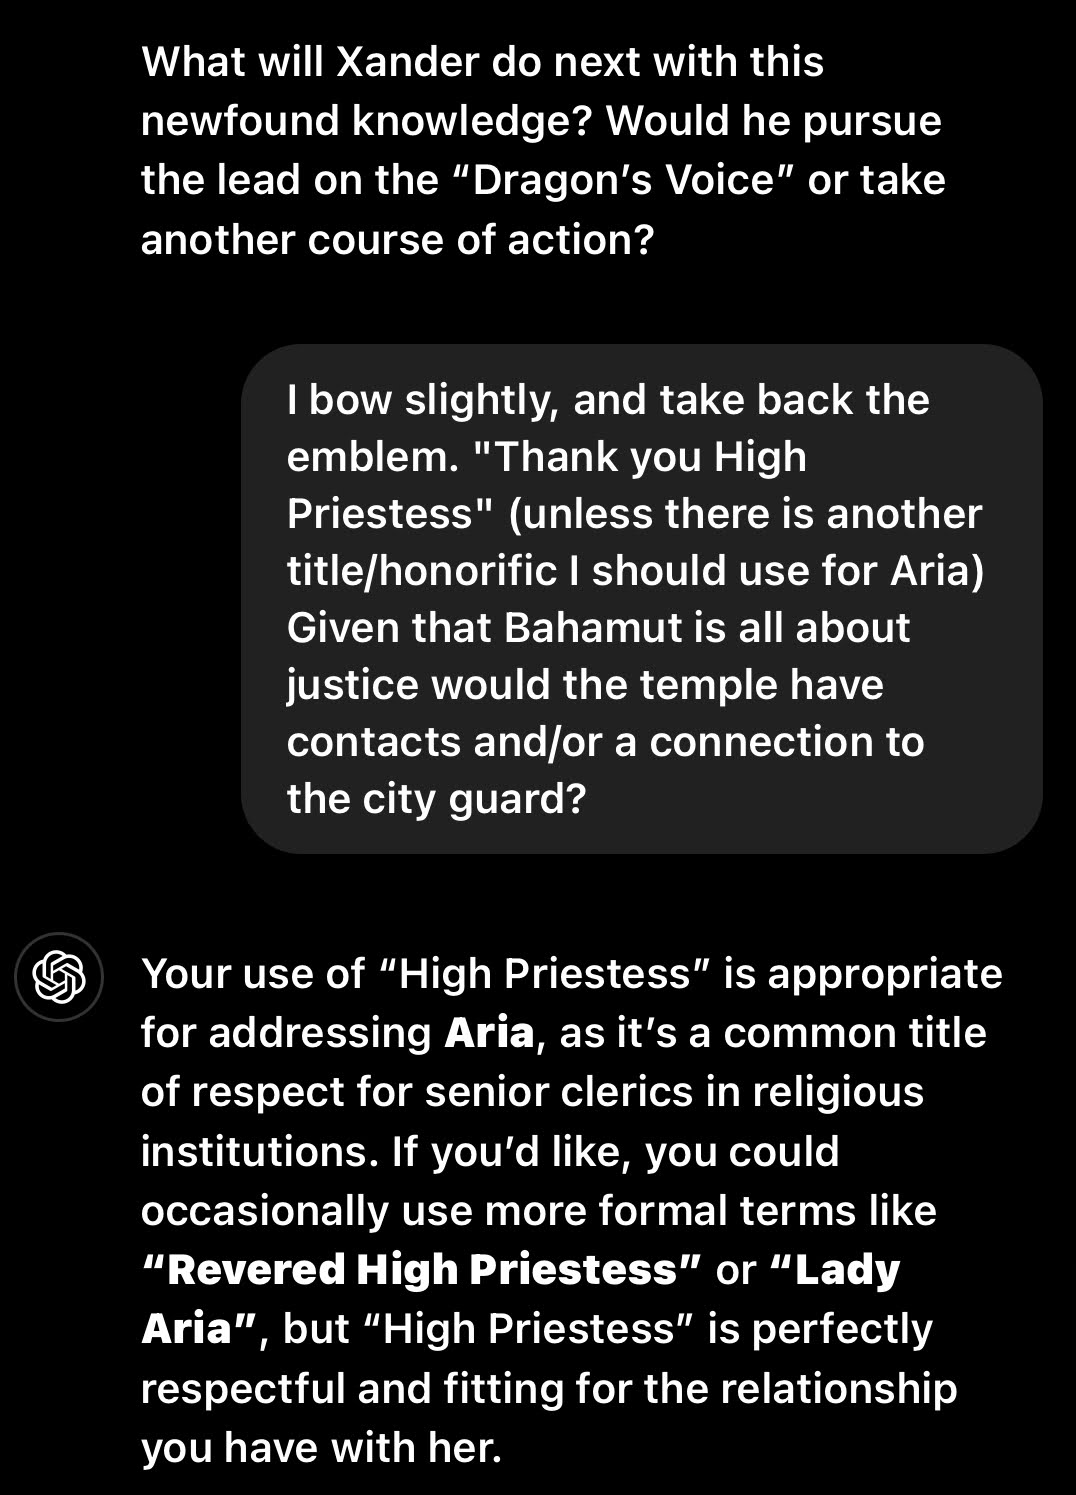 What will Xander do next with this
newfound knowledge? Would he pursue
the lead on the “Dragon’s Voice” or take
another course of action?
I bow slightly, and take back the
emblem. "Thank you High
Priestess" (unless there is another
title/honorific I should use for Aria)
Given that Bahamut is all about
justice would the temple have
contacts and/or a connection to
the city guard?
Your use of “High Priestess” is appropriate
for addressing Aria, as it’s a common title
of respect for senior clerics in religious
institutions. If you’d like, you could
occasionally use more formal terms like
“Revered High Priestess” or “Lady
Aria”, but “High Priestess” is perfectly
respectful and fitting for the relationship
you have with her.